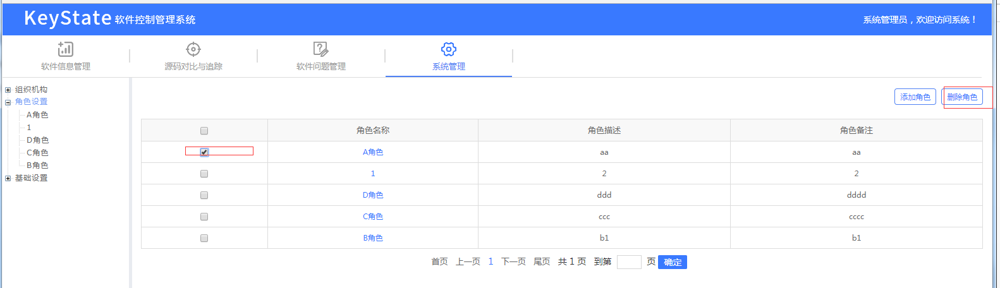 KeyState 软件控制管理系统
系统管理员，欢迎访问系统！
软件信息管理 源码对比与追踪 软件问题管理 系统管理
组织机构
角色设置
A角色
1
D角色
C角色
B角色
基础设置
添加角色 删除角色
角色名称 角色描述 角色备注
A角色 aa aa
1 2 2
D角色 ddd dddd
C角色 ccc cccc
B角色 b1 b1
首页 上一页 1 下一页 尾页 共 1 页 到第 页 确定